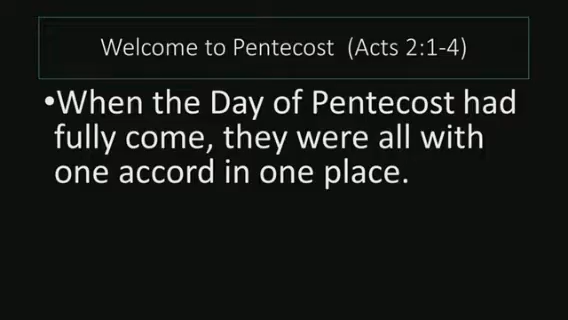 Welcome to Pentecost (Acts 2:1-4)
•When the Day of Pentecost had
fully come, they were all with
one accord in one place.